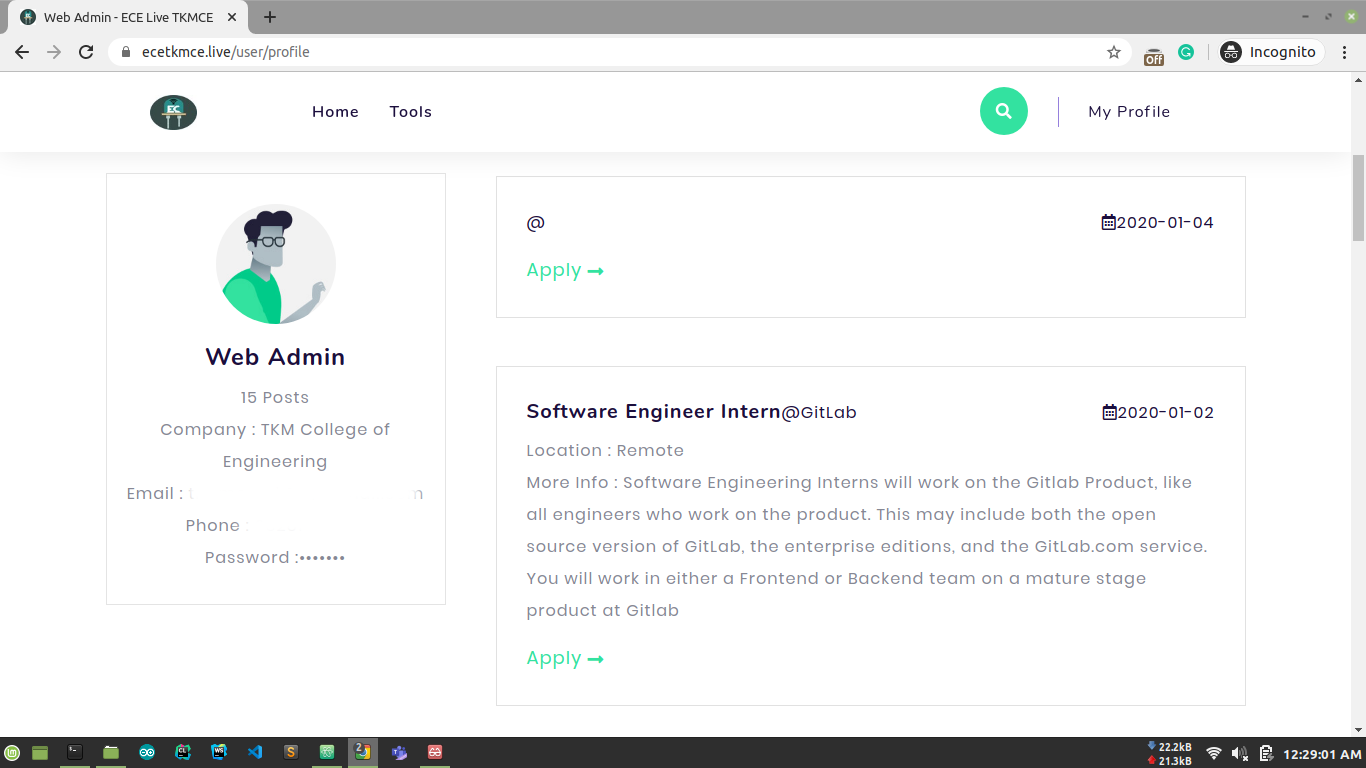 Web Admin - ECE Live TKMCE
ecetkmce.live/user/profile
Off
Incognito
EC
Home
Tools
My Profile
Web Admin
15 Posts
Company : TKM College of
Engineering
Email :
Phone :
Password :•••••••
@
2020-01-04
Apply
Software Engineer Intern@GitLab
2020-01-02
Location : Remote
More Info : Software Engineering Interns will work on the Gitlab Product, like
all engineers who work on the product. This may include both the open
source version of GitLab, the enterprise editions, and the GitLab.com service.
You will work in either a Frontend or Backend team on a mature stage
product at Gitlab
Apply
2
22.2kB
21.3kB
12:29:01 AM